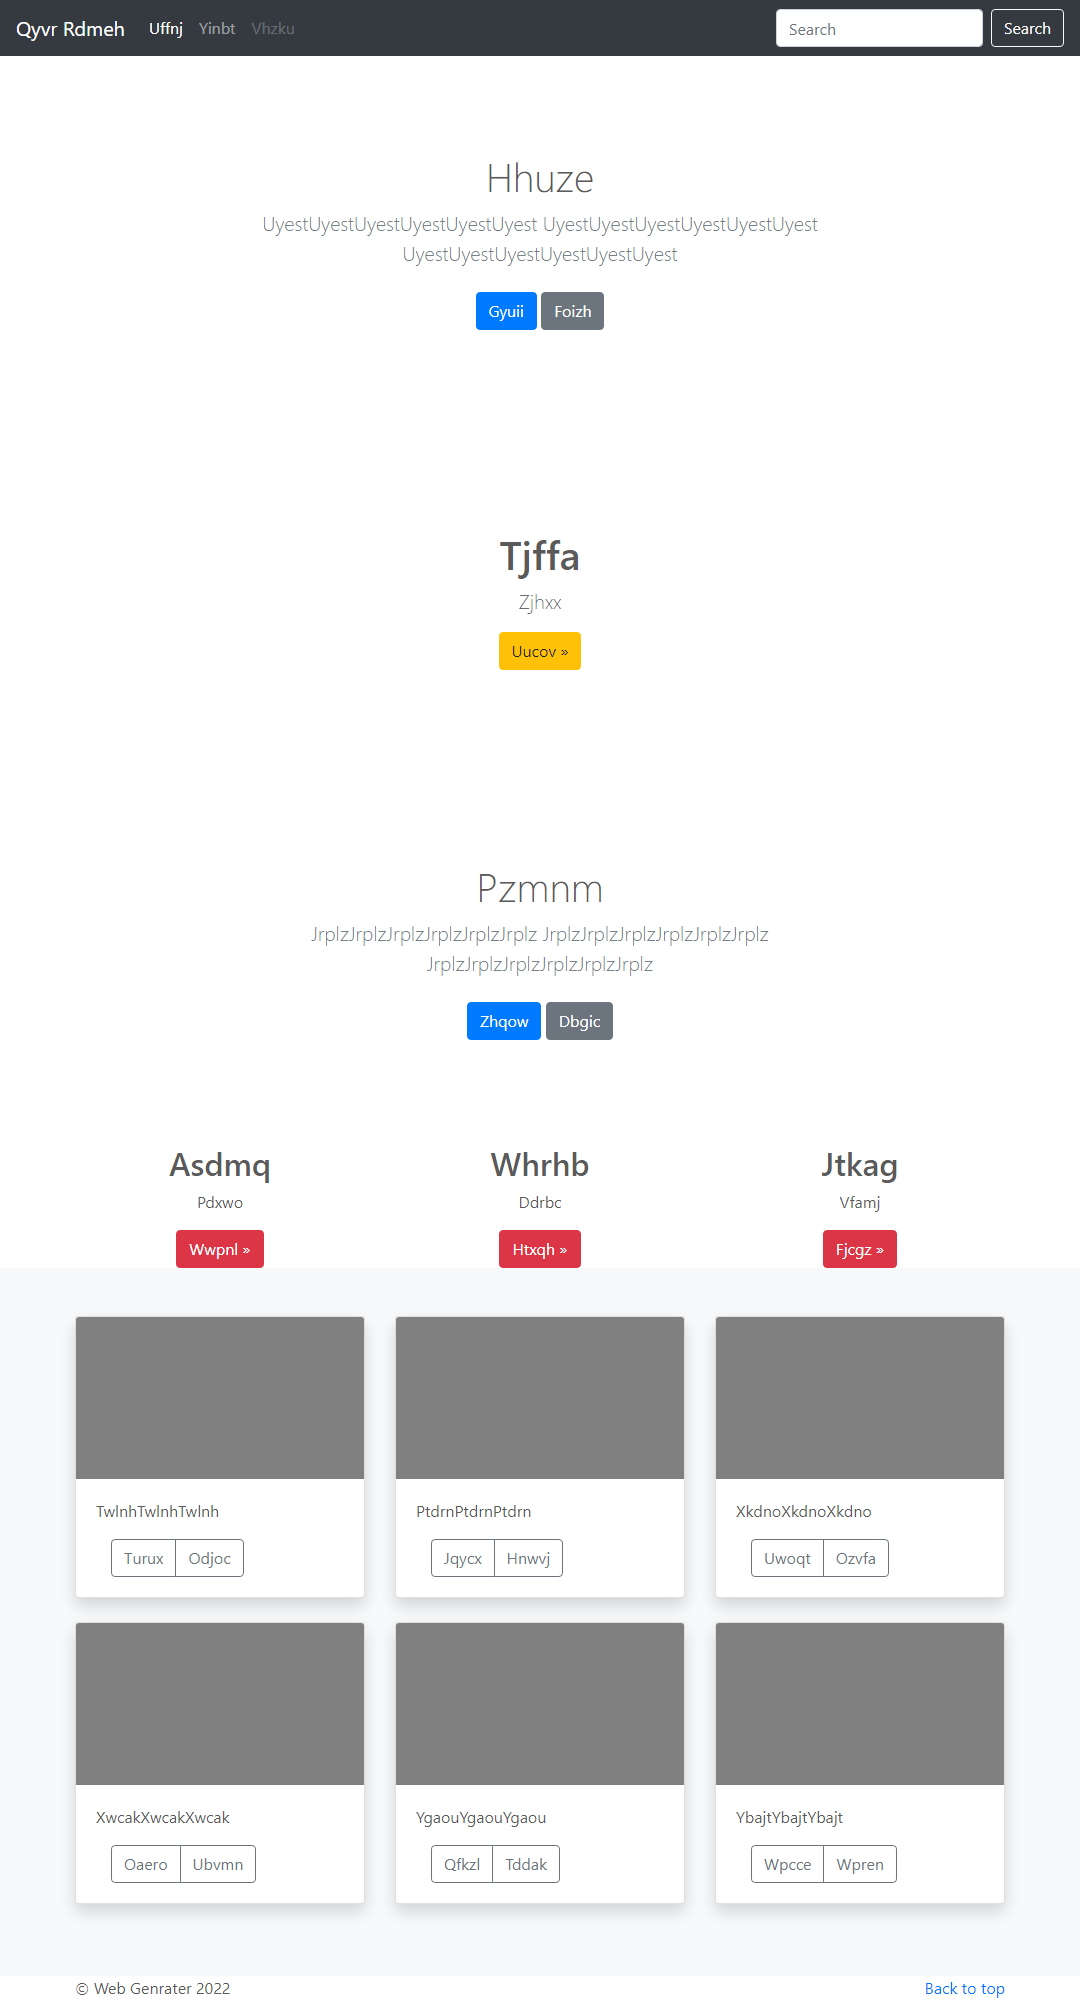 Qyvr Rdmeh Uffnj Yinbt Vhzku Search Search
Hhuze
UyestUyestUyestUyestUyestUyest UyestUyestUyestUyestUyestUyest
UyestUyestUyestUyestUyestUyest
Gyuii Foizh
Tjffa
Zjhxx
Uucov »
Pzmnm
JrplzJrplzJrplzJrplzJrplzJrplz JrplzJrplzJrplzJrplzJrplzJrplz
JrplzJrplzJrplzJrplzJrplzJrplz
Zhqow Dbgic
Asdmq Whrhb Jtkag
Pdxwo Ddrbc Vfamj
Wwpnl » Htxqh » Fjcgz »
TwlnhTwlnhTwlnh PtdrnPtdrnPtdrn XkdnoXkdnoXkdno
Turux Odjoc Jqycx Hnwvj Uwoqt Ozvfa
XwcakXwcakXwcak YgaouYgaouYgaou YbajtYbajtYbajt
Oaero Ubvmn Qfkzl Tddak Wpcce Wpren
© Web Genrater 2022 Back to top